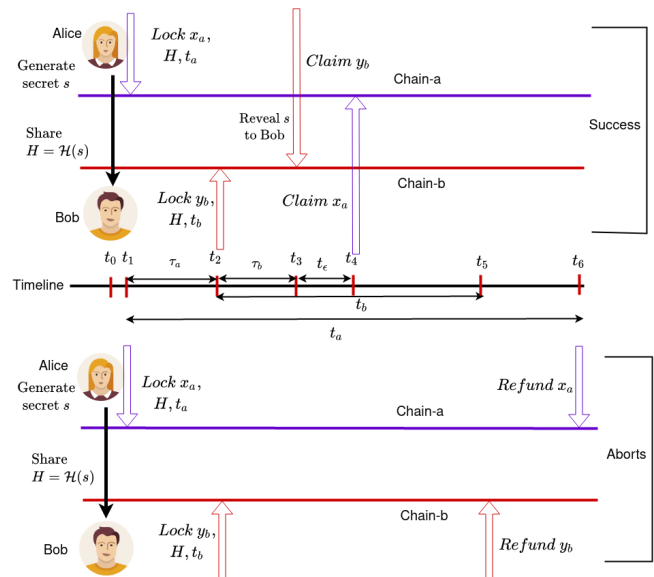 Alice
Generate
secret s
Lock x_a,
H, t_a
Claim y_b
Chain-a
Success
Share
H = ℋ(s)
Reveal s
to Bob
Chain-b
Bob
Lock y_b,
H, t_b
Claim x_a
t_0 t_1 t_2 t_3 t_4 t_5 t_6
τ_a τ_b t_ϵ
Timeline
t_b
t_a
Alice
Generate
secret s
Lock x_a,
H, t_a
Refund x_a
Chain-a
Aborts
Share
H = ℋ(s)
Chain-b
Bob
Lock y_b,
H, t_b
Refund y_b